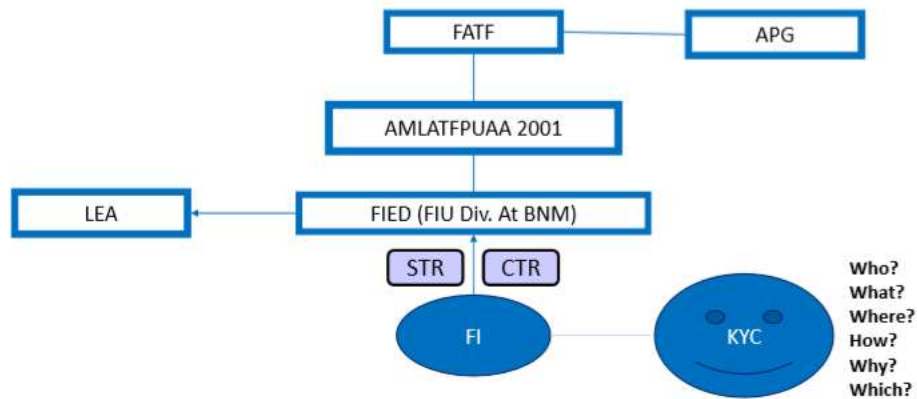 FATF
APG
AMLATFPUAA 2001
LEA
FIED (FIU Div. At BNM)
STR
CTR
FI
KYC
Who?
What?
Where?
How?
Why?
Which?